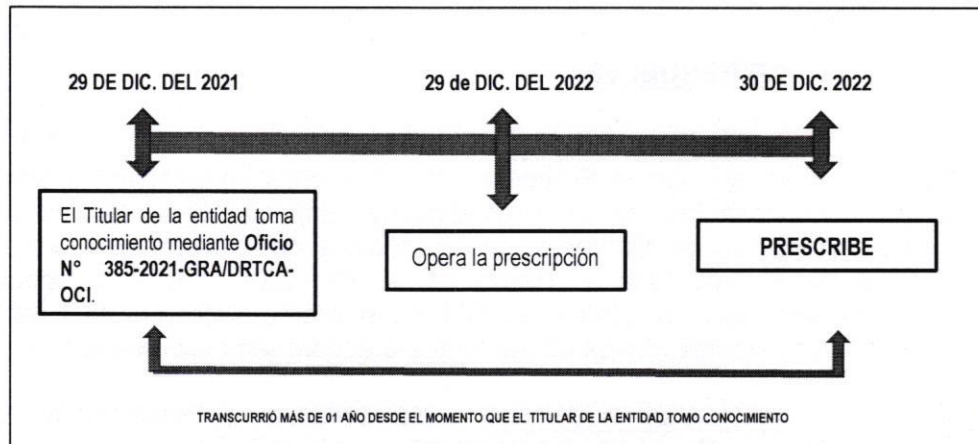 29 DE DIC. DEL 2021
29 de DIC. DEL 2022
30 DE DIC. 2022
El Titular de la entidad toma
conocimiento mediante Oficio
N° 385-2021-GRA/DRTCA-
OCI.
Opera la prescripción
PRESCRIBE
TRANSCURRIÓ MÁS DE 01 AÑO DESDE EL MOMENTO QUE EL TITULAR DE LA ENTIDAD TOMO CONOCIMIENTO